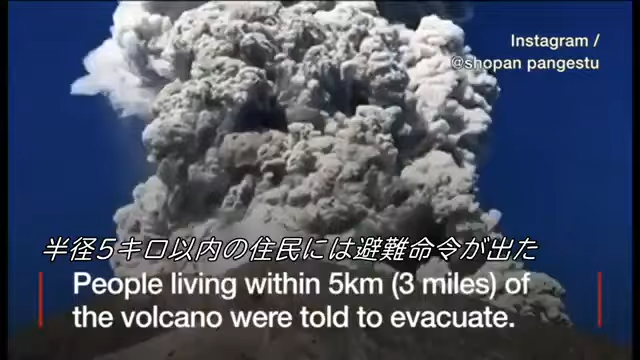 Instagram /
@shopan pangestu
半径５キロ以内の住民には避難命令が出た
People living within 5km (3 miles) of
the volcano were told to evacuate.